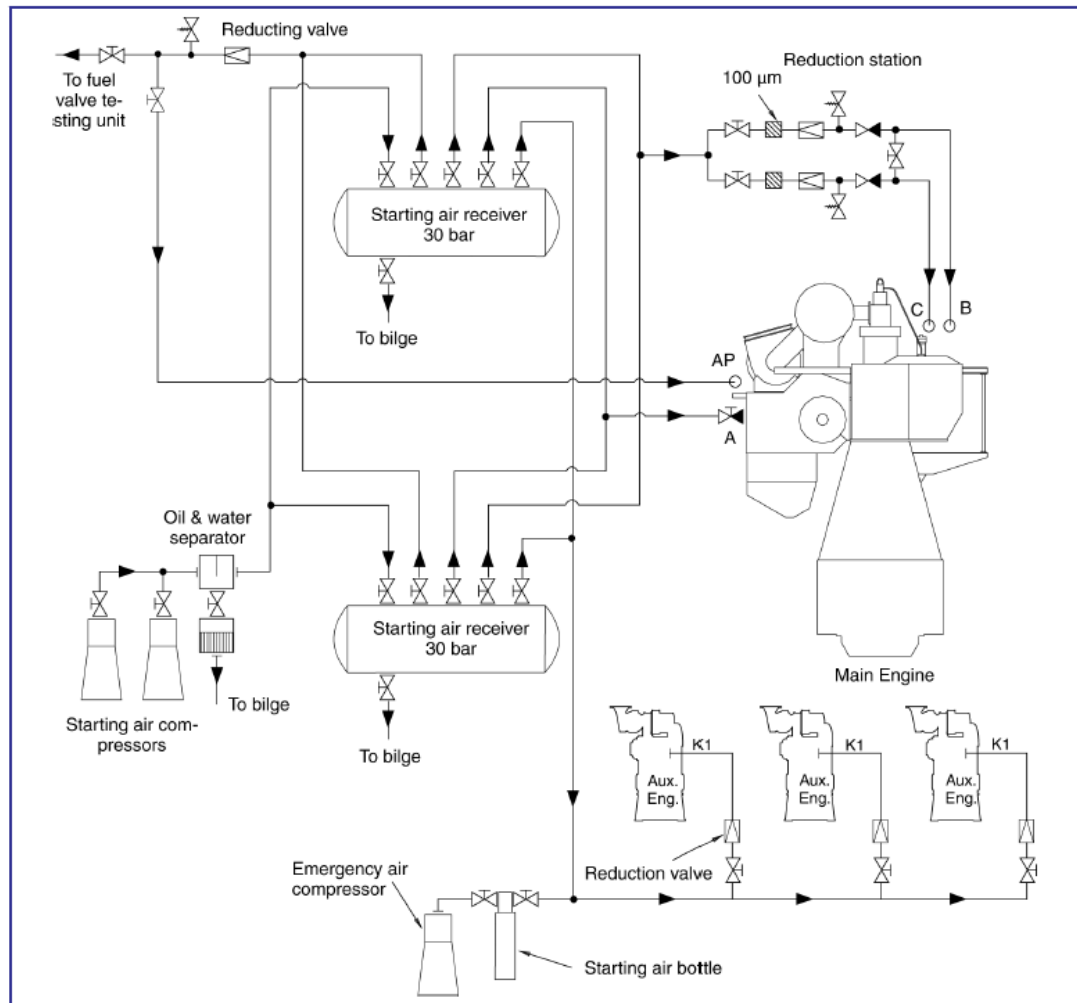 Reducting valve
To fuel
valve te-
sting unit
Reduction station
100 µm
Starting air receiver
30 bar
To bilge
C
B
AP
A
Oil & water
separator
Starting air receiver
30 bar
Main Engine
To bilge
Starting air com-
pressors
To bilge
K1
K1
K1
Aux.
Eng.
Aux.
Eng.
Aux.
Eng.
Emergency air
compressor
Reduction valve
Starting air bottle